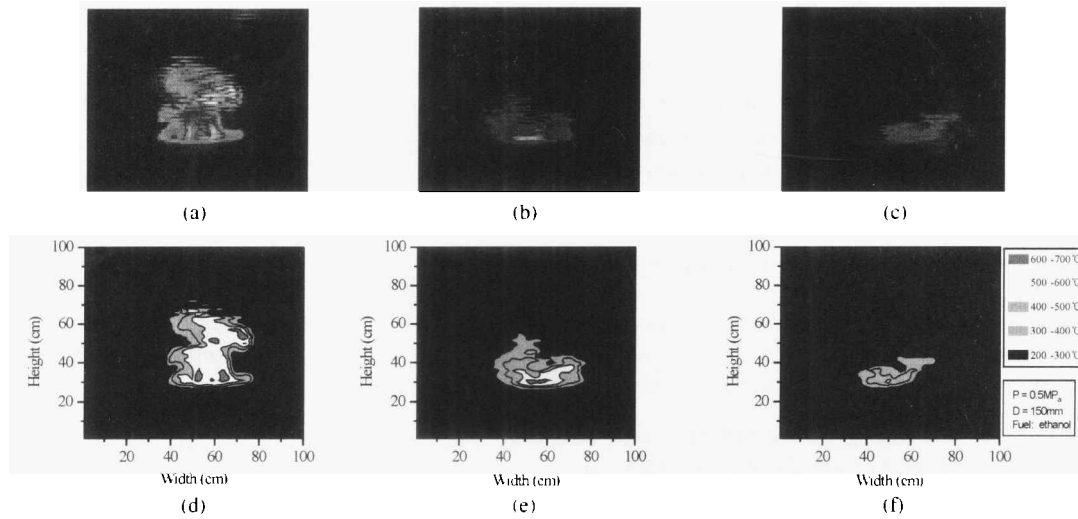 (a)
(b)
(c)
100
80
60
40
20
Height (cm)
20
40
60
80
100
Width (cm)
(d)
100
80
60
40
20
Height (cm)
20
40
60
80
100
Width (cm)
(e)
100
80
60
40
20
Height (cm)
20
40
60
80
100
Width (cm)
(f)
600 -700℃
500 -600℃
400 -500℃
300 -400℃
200 -300℃
P = 0.5MPa
D = 150mm
Fuel: ethanol